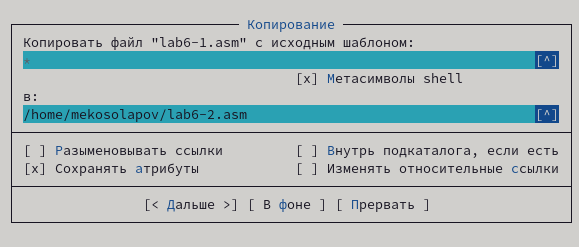 Копирование
Копировать файл "lab6-1.asm" с исходным шаблоном:
* [^]
[x] Метасимволы shell
в:
/home/mekosolapov/lab6-2.asm [^]
[ ] Разыменовывать ссылки [ ] Внутрь подкаталога, если есть
[x] Сохранять атрибуты [ ] Изменять относительные ссылки
[< Дальше >] [ В фоне ] [ Прервать ]